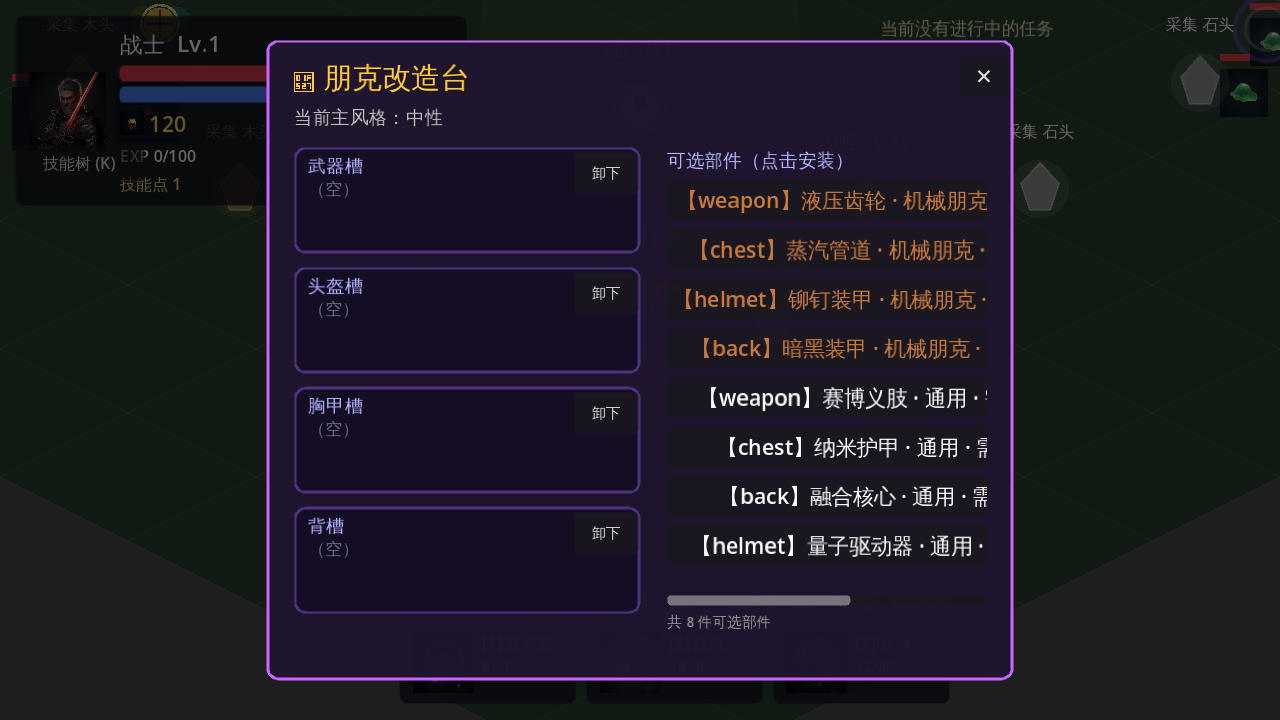 采集 木头
战士 Lv.1
120
采集 木头
EXP 0/100
技能树 (K)
技能点 1
当前没有进行中的任务
采集 石头
采集 石头
朋克改造台
✕
当前主风格：中性
武器槽
（空）
卸下
头盔槽
（空）
卸下
胸甲槽
（空）
卸下
背槽
（空）
卸下
可选部件（点击安装）
【weapon】液压齿轮 · 机械朋克
【chest】蒸汽管道 · 机械朋克 ·
【helmet】铆钉装甲 · 机械朋克 ·
【back】暗黑装甲 · 机械朋克 ·
【weapon】赛博义肢 · 通用 ·
【chest】纳米护甲 · 通用 · 需
【back】融合核心 · 通用 · 需
【helmet】量子驱动器 · 通用 ·
共 8 件可选部件